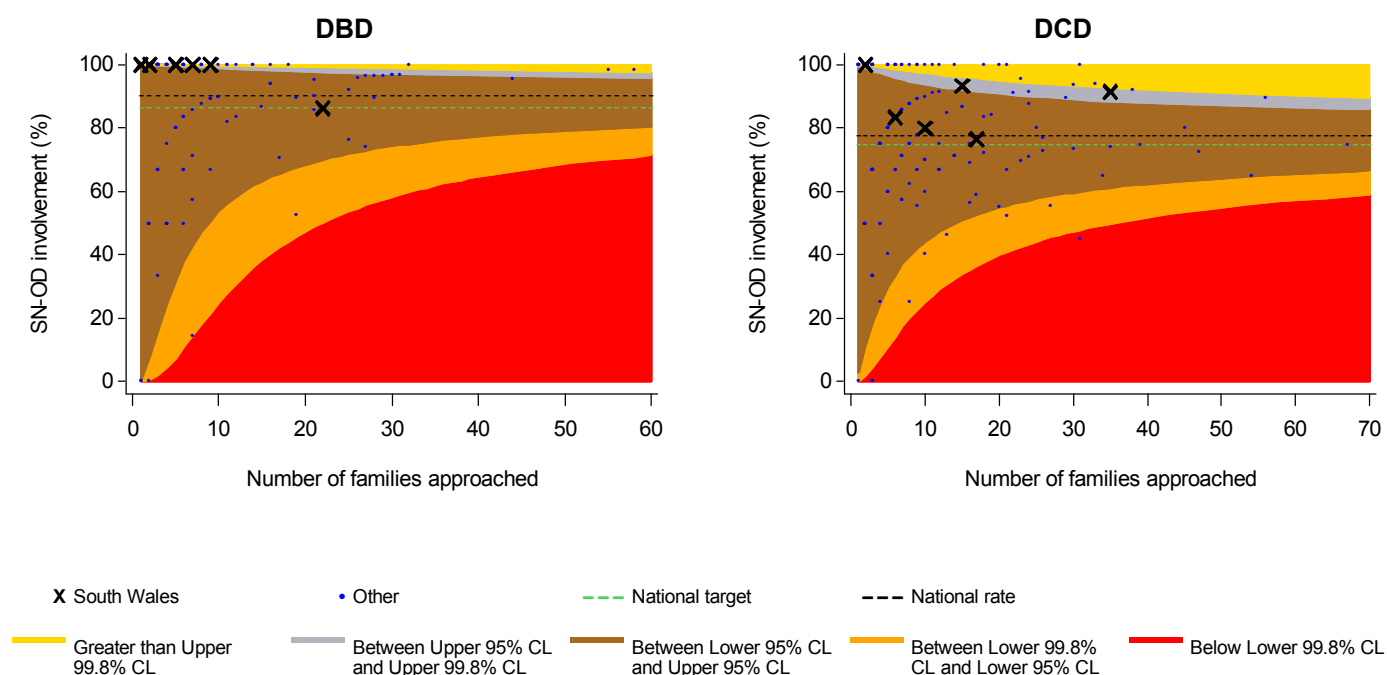 DBD
DCD
SN-OD involvement (%)
100
80
60
40
20
0
0 10 20 30 40 50 60
Number of families approached
SN-OD involvement (%)
100
80
60
40
20
0
0 10 20 30 40 50 60 70
Number of families approached
X South Wales
Other
National target
National rate
Greater than Upper
99.8% CL
Between Upper 95% CL
and Upper 99.8% CL
Between Lower 95% CL
and Upper 95% CL
Between Lower 99.8%
CL and Lower 95% CL
Below Lower 99.8% CL